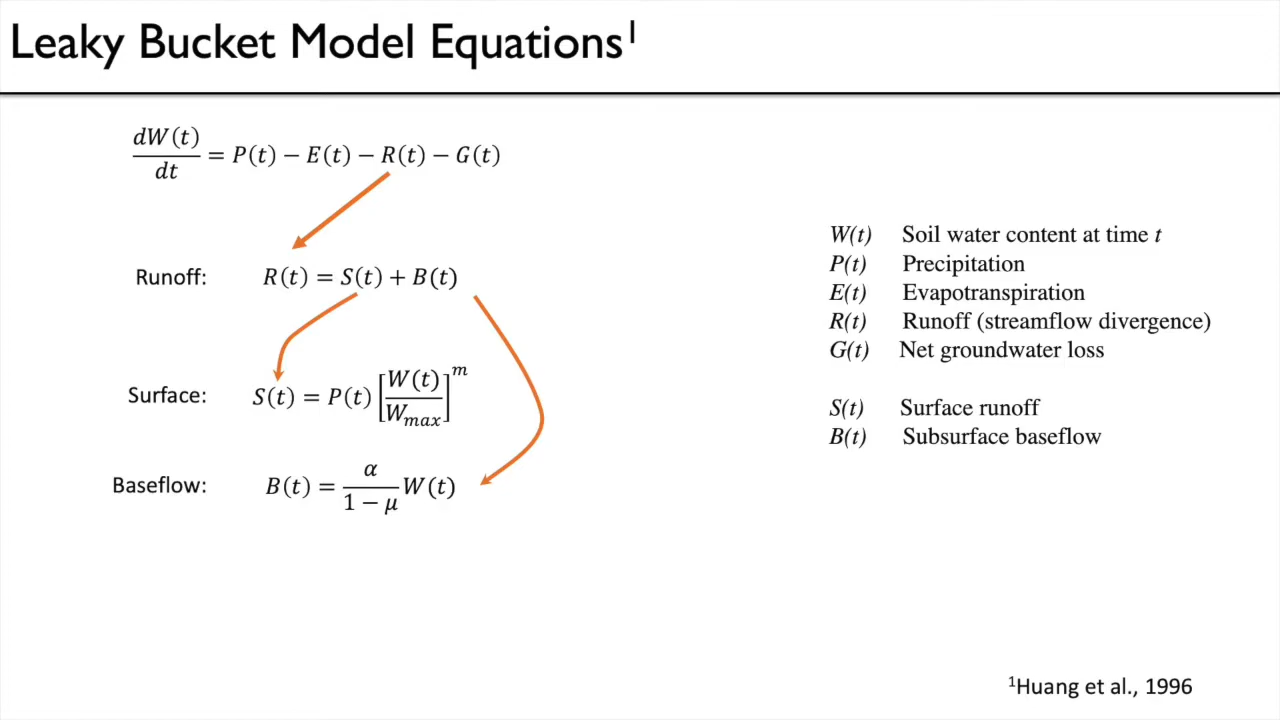 Leaky Bucket Model Equations¹
dW(t)/dt = P(t) − E(t) − R(t) − G(t)
Runoff: R(t) = S(t) + B(t)
Surface: S(t) = P(t) [W(t)/W_max]^m
Baseflow: B(t) = α/(1 − μ) W(t)
W(t) Soil water content at time t
P(t) Precipitation
E(t) Evapotranspiration
R(t) Runoff (streamflow divergence)
G(t) Net groundwater loss
S(t) Surface runoff
B(t) Subsurface baseflow
¹Huang et al., 1996